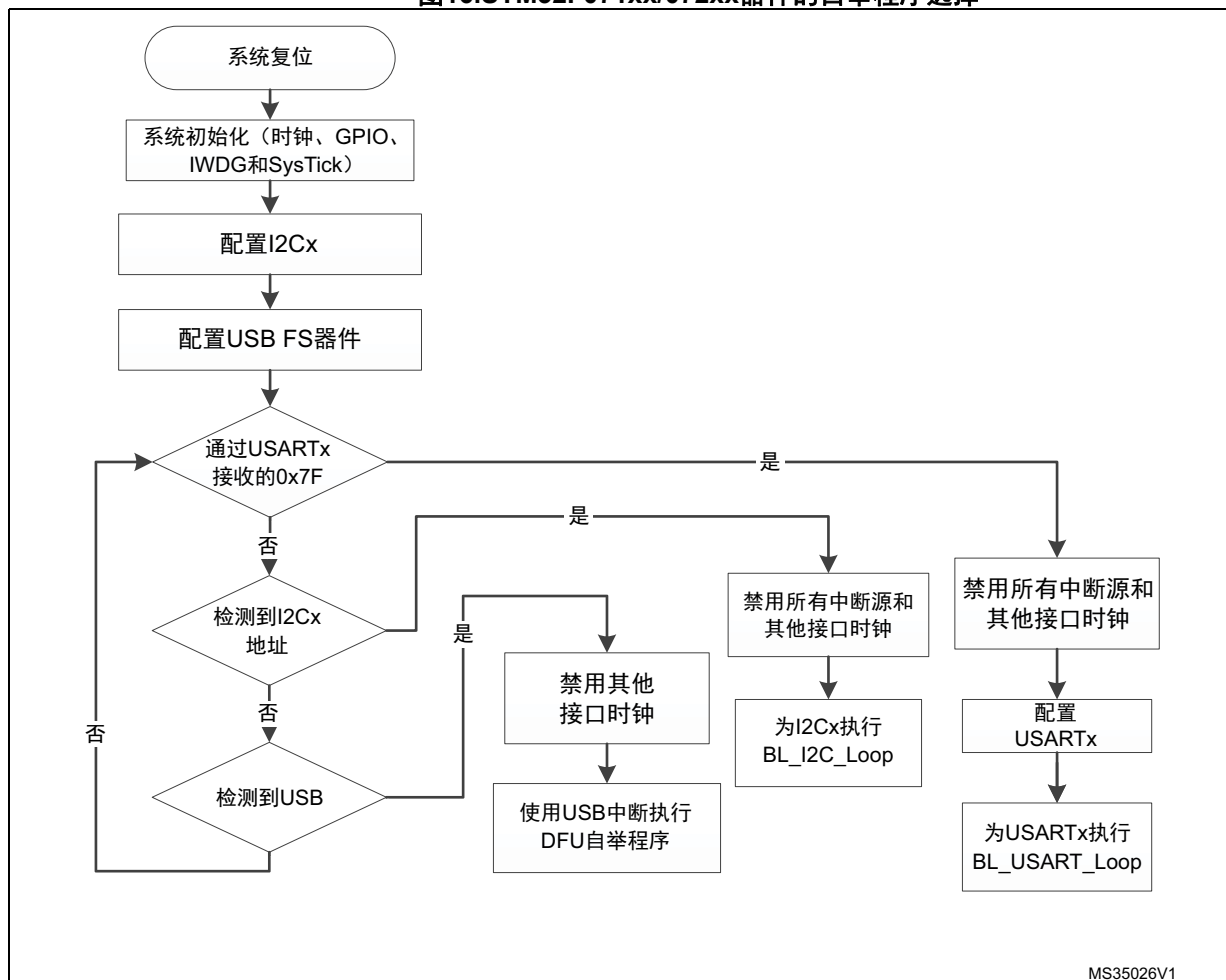 系统复位
系统初始化（时钟、GPIO、
IWDG和SysTick）
配置I2Cx
配置USB FS器件
通过USARTx
接收的0x7F
是
否
检测到I2Cx
地址
是
否
检测到USB
是
否
禁用其他
接口时钟
使用USB中断执行
DFU自举程序
禁用所有中断源和
其他接口时钟
为I2Cx执行
BL_I2C_Loop
禁用所有中断源和
其他接口时钟
配置
USARTx
为USARTx执行
BL_USART_Loop
MS35026V1